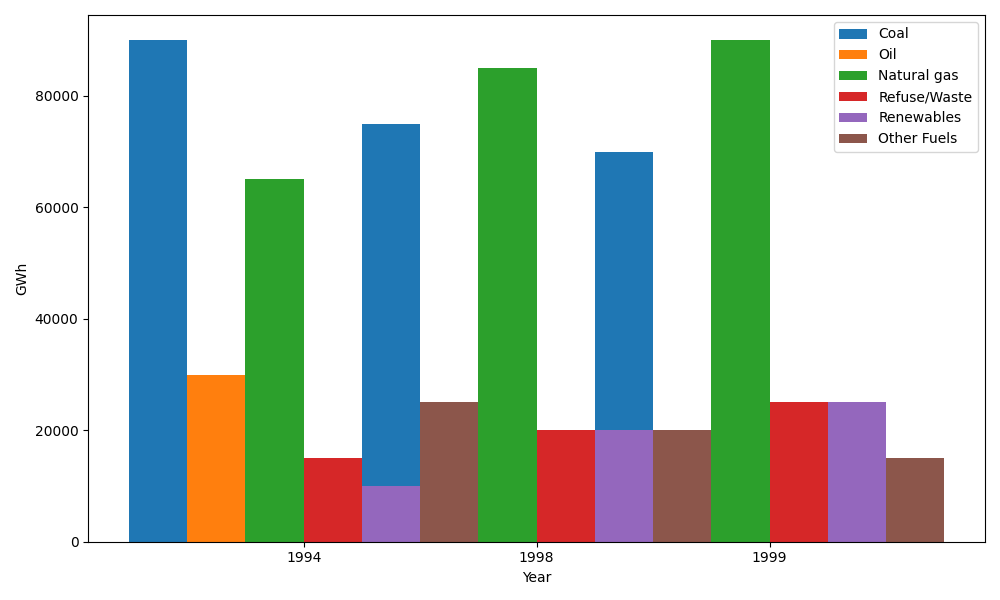 Coal
Oil
Natural gas
Refuse/Waste
Renewables
Other Fuels
80000
60000
40000
20000
0
GWh
1994
1998
1999
Year